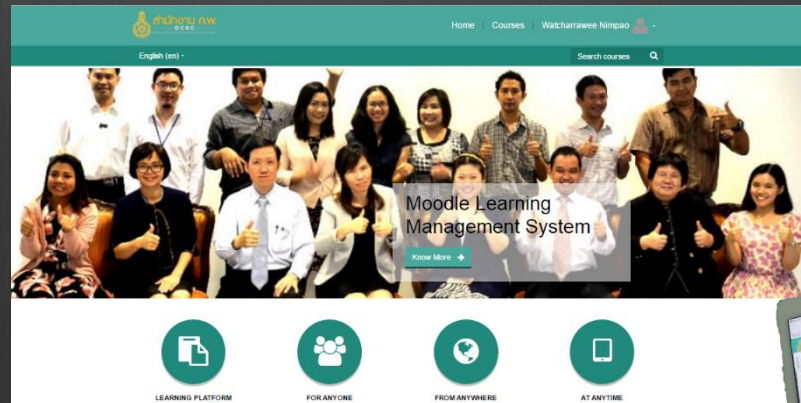 สำนักงาน ก.พ.
OCSC
Home
Courses
Watcharrawee Nimpao
English (en)
Search courses
Moodle Learning
Management System
Know More
LEARNING PLATFORM
FOR ANYONE
FROM ANYWHERE
AT ANYTIME